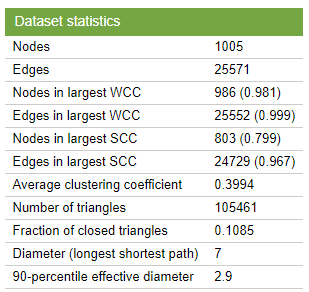 Dataset statistics
Nodes 1005
Edges 25571
Nodes in largest WCC 986 (0.981)
Edges in largest WCC 25552 (0.999)
Nodes in largest SCC 803 (0.799)
Edges in largest SCC 24729 (0.967)
Average clustering coefficient 0.3994
Number of triangles 105461
Fraction of closed triangles 0.1085
Diameter (longest shortest path) 7
90-percentile effective diameter 2.9